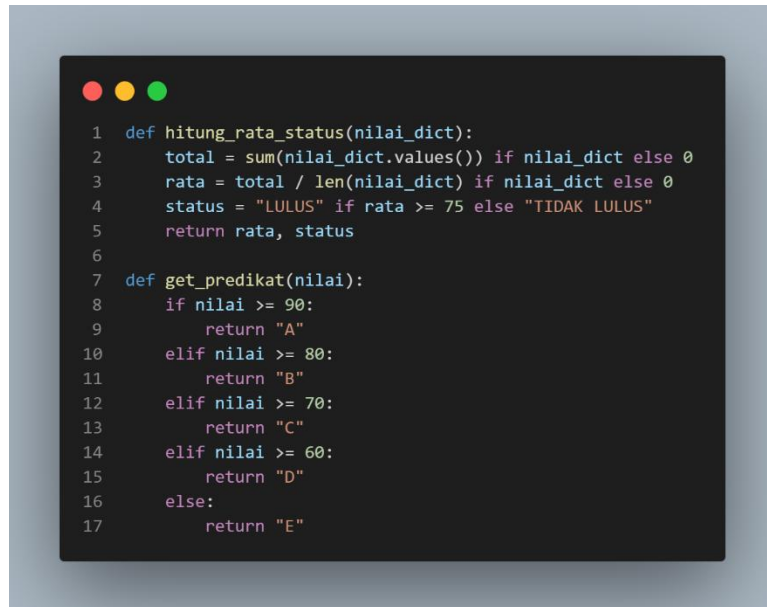 1 def hitung_rata_status(nilai_dict):
2     total = sum(nilai_dict.values()) if nilai_dict else 0
3     rata = total / len(nilai_dict) if nilai_dict else 0
4     status = "LULUS" if rata >= 75 else "TIDAK LULUS"
5     return rata, status
6
7 def get_predikat(nilai):
8     if nilai >= 90:
9         return "A"
10     elif nilai >= 80:
11         return "B"
12     elif nilai >= 70:
13         return "C"
14     elif nilai >= 60:
15         return "D"
16     else:
17         return "E"